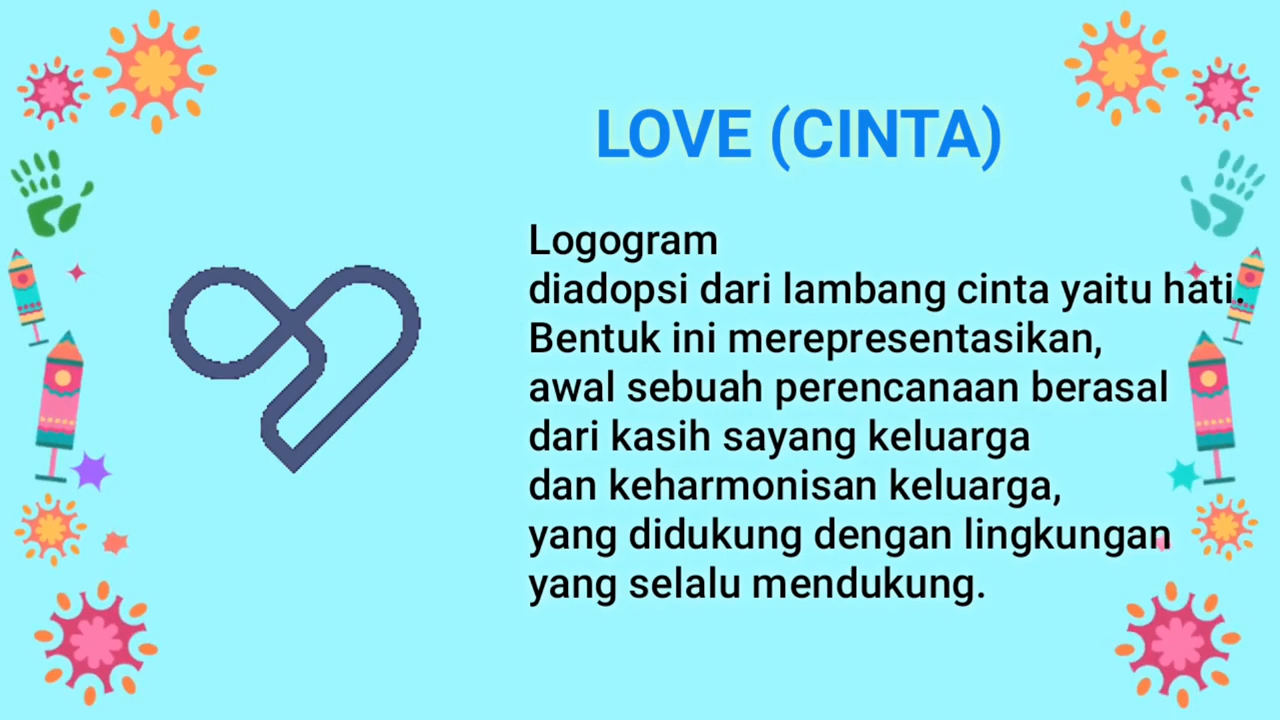 LOVE (CINTA)
Logogram
diadopsi dari lambang cinta yaitu hati.
Bentuk ini merepresentasikan,
awal sebuah perencanaan berasal
dari kasih sayang keluarga
dan keharmonisan keluarga,
yang didukung dengan lingkungan
yang selalu mendukung.